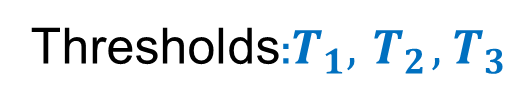 Thresholds:T₁, T₂, T₃